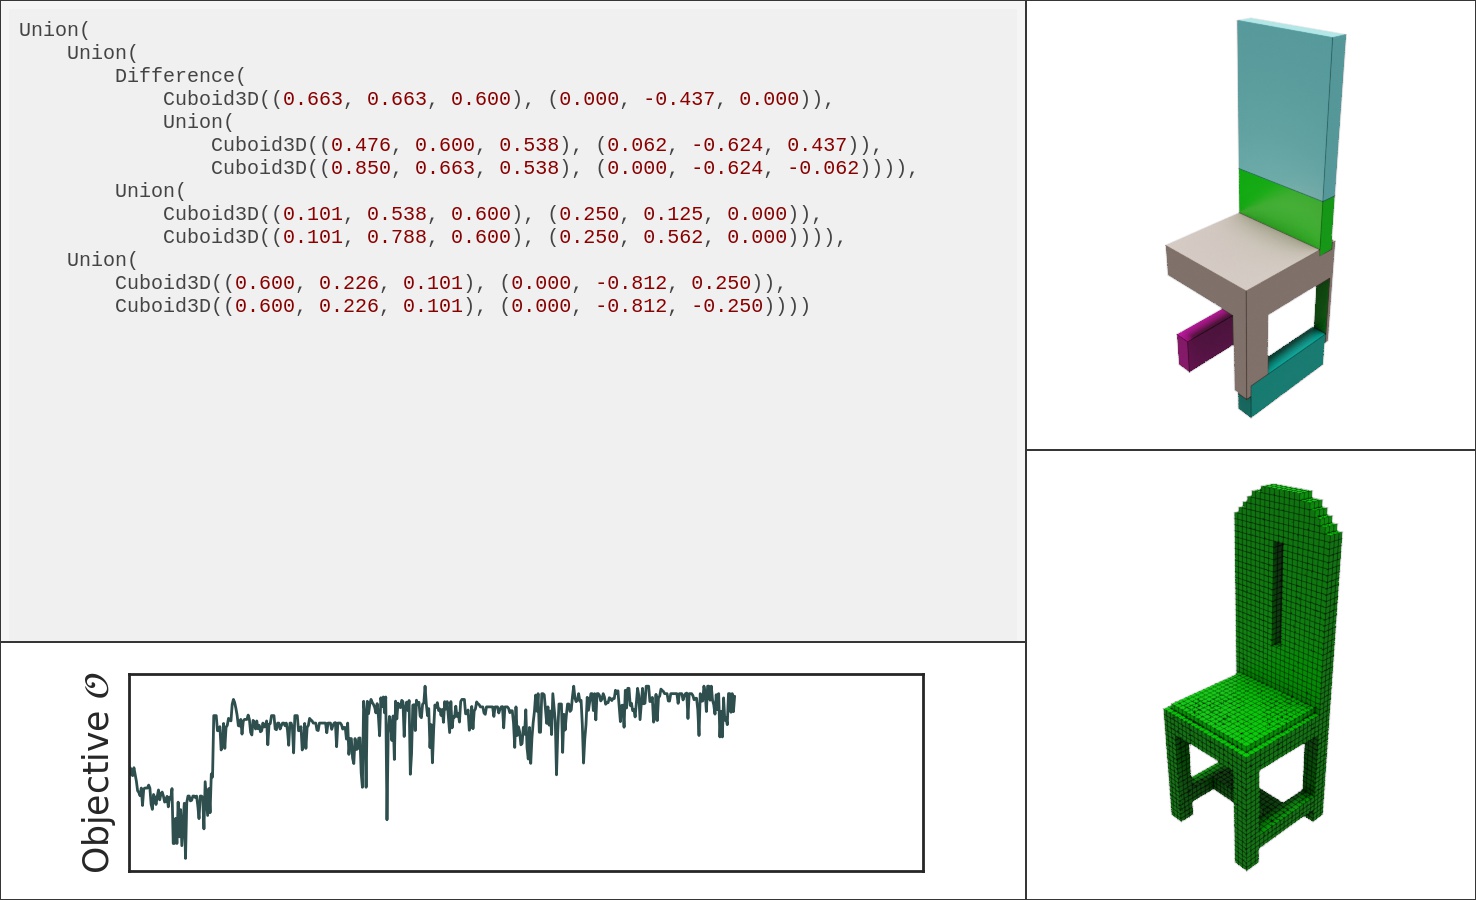 Union(
    Union(
        Difference(
            Cuboid3D((0.663, 0.663, 0.600), (0.000, -0.437, 0.000)),
            Union(
                Cuboid3D((0.476, 0.600, 0.538), (0.062, -0.624, 0.437)),
                Cuboid3D((0.850, 0.663, 0.538), (0.000, -0.624, -0.062)))),
        Union(
            Cuboid3D((0.101, 0.538, 0.600), (0.250, 0.125, 0.000)),
            Cuboid3D((0.101, 0.788, 0.600), (0.250, 0.562, 0.000)))),
    Union(
        Cuboid3D((0.600, 0.226, 0.101), (0.000, -0.812, 0.250)),
        Cuboid3D((0.600, 0.226, 0.101), (0.000, -0.812, -0.250))))
Objective 𝒪